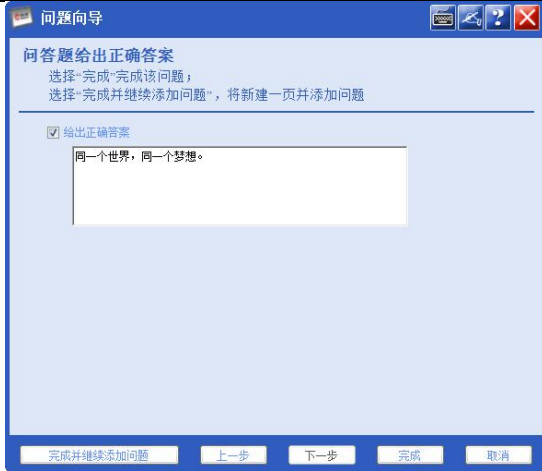 问题向导
问答题给出正确答案
选择“完成”完成该问题；
选择“完成并继续添加问题”，将新建一页并添加问题
给出正确答案
同一个世界，同一个梦想。
完成并继续添加问题 上一步 下一步 完成 取消